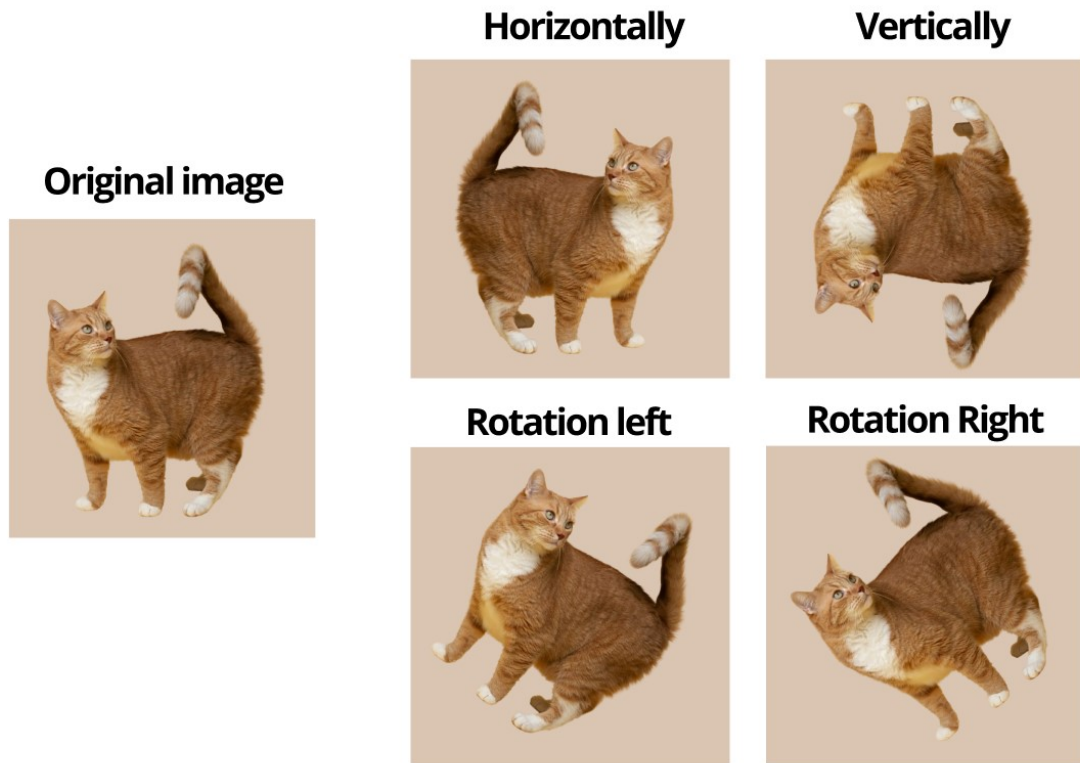 Horizontally
Vertically
Original image
Rotation left
Rotation Right